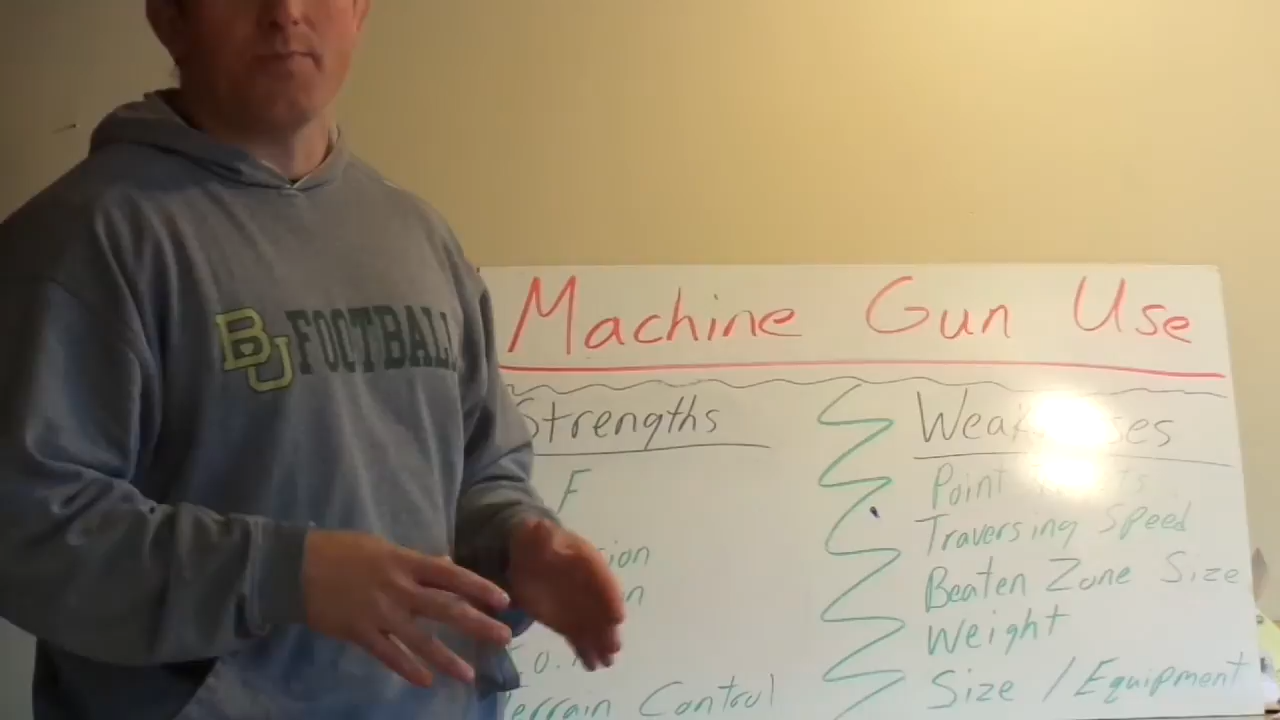 BU FOOTBALL
Machine Gun Use
Strengths
F
Terrain Control
Weaknesses
Point
Traversing Speed
Beaten Zone Size
Weight
Size / Equipment